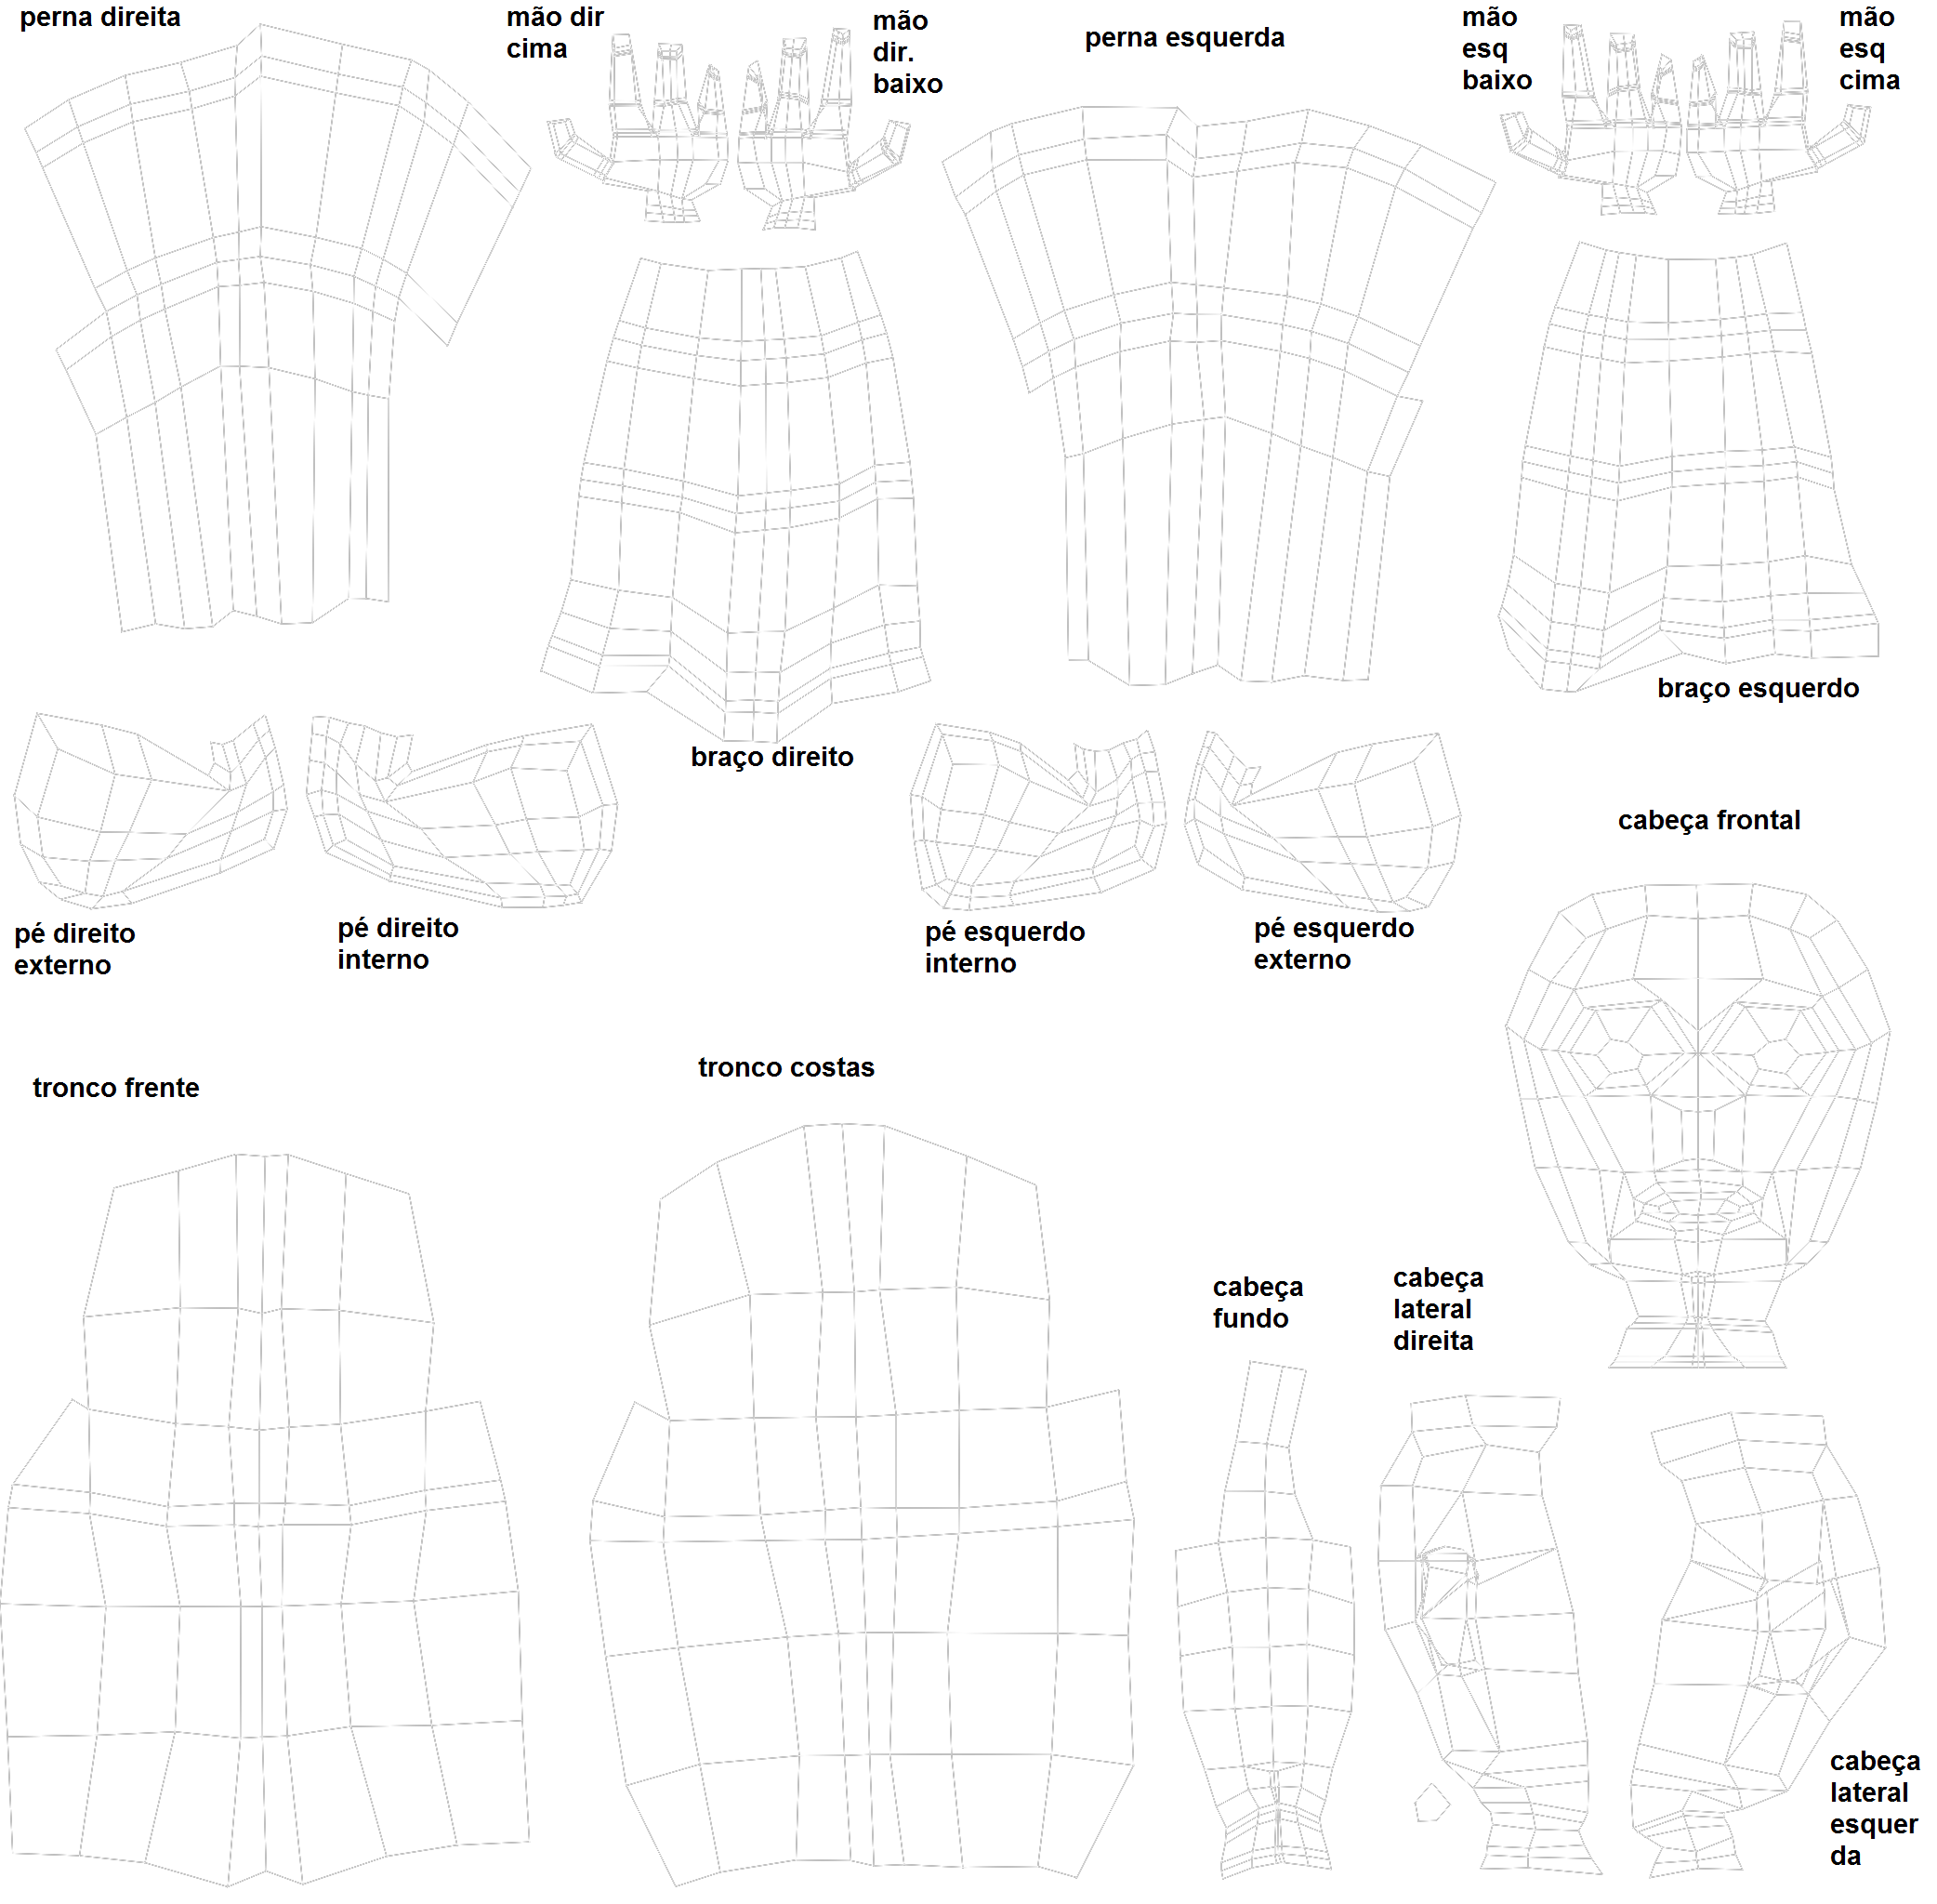 perna direita
mão dir
cima
mão
dir.
baixo
perna esquerda
mão
esq
baixo
mão
esq
cima
braço esquerdo
braço direito
pé direito
externo
pé direito
interno
pé esquerdo
interno
pé esquerdo
externo
cabeça frontal
tronco frente
tronco costas
cabeça
fundo
cabeça
lateral
direita
cabeça
lateral
esquer
da